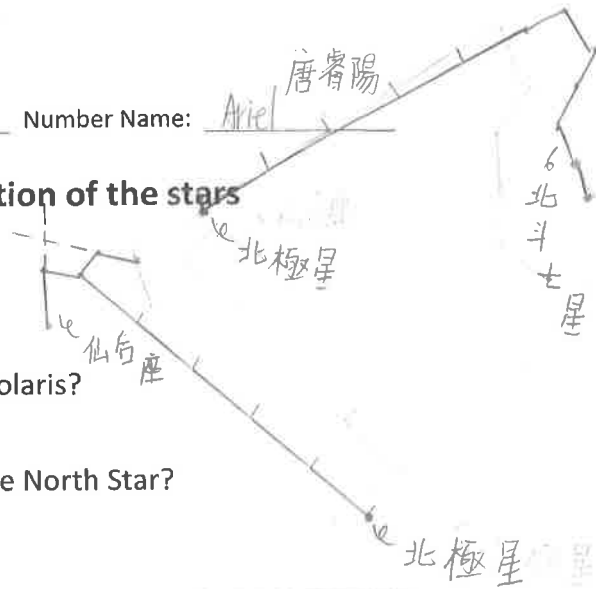 唐睿陽
Number Name: Ariel
tion of the stars
北極星
北斗七星
仙后座
olaris?
e North Star?
北極星